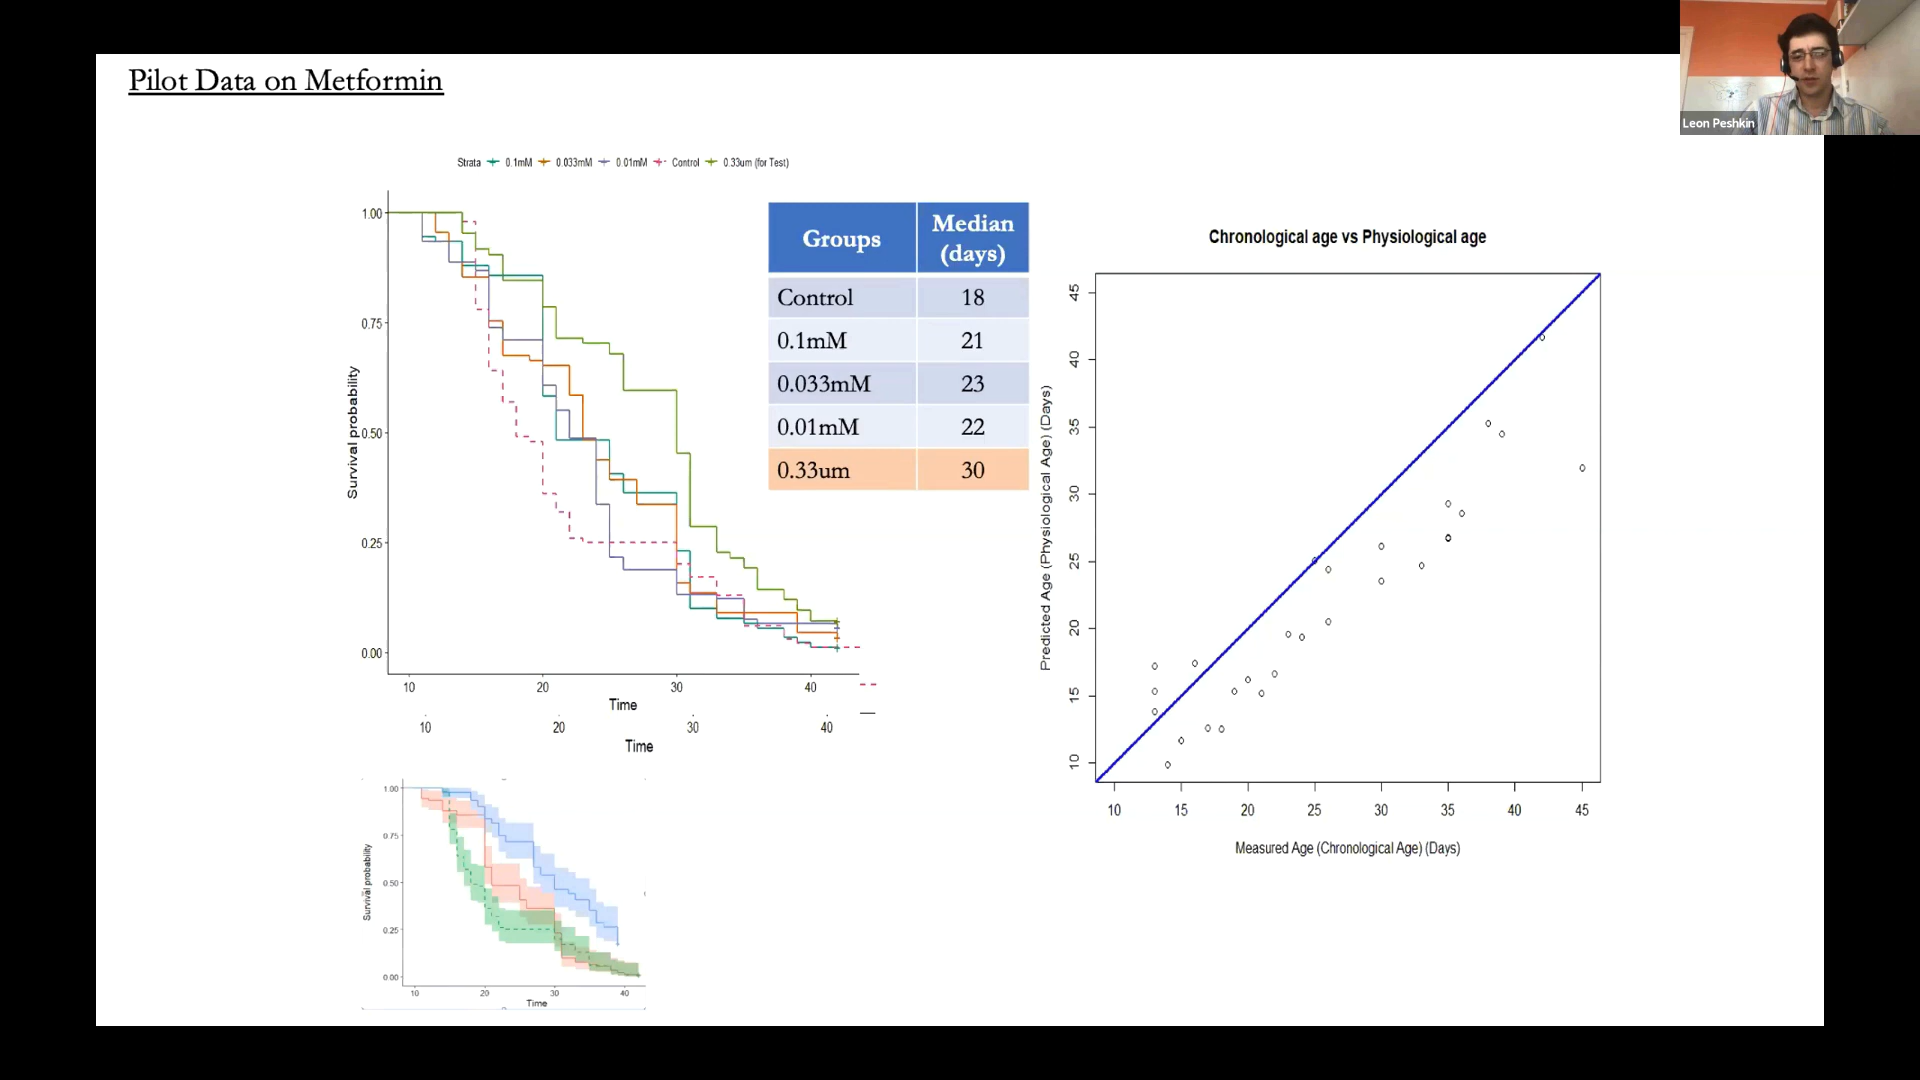 Pilot Data on Metformin
Leon Peshkin
Strata 0.1mM 0.033mM 0.01mM Control 0.33um (for Test)
1.00
0.75
0.50
0.25
0.00
Survival probability
10 20 30 40
Time
10 20 30 40
Time
Groups Median (days)
Control 18
0.1mM 21
0.033mM 23
0.01mM 22
0.33um 30
Chronological age vs Physiological age
45
40
35
30
25
20
15
10
Predicted Age (Physiological Age) (Days)
10 15 20 25 30 35 40 45
Measured Age (Chronological Age) (Days)
1.00
0.75
0.50
0.25
0.00
Survival probability
10 20 30 40
Time